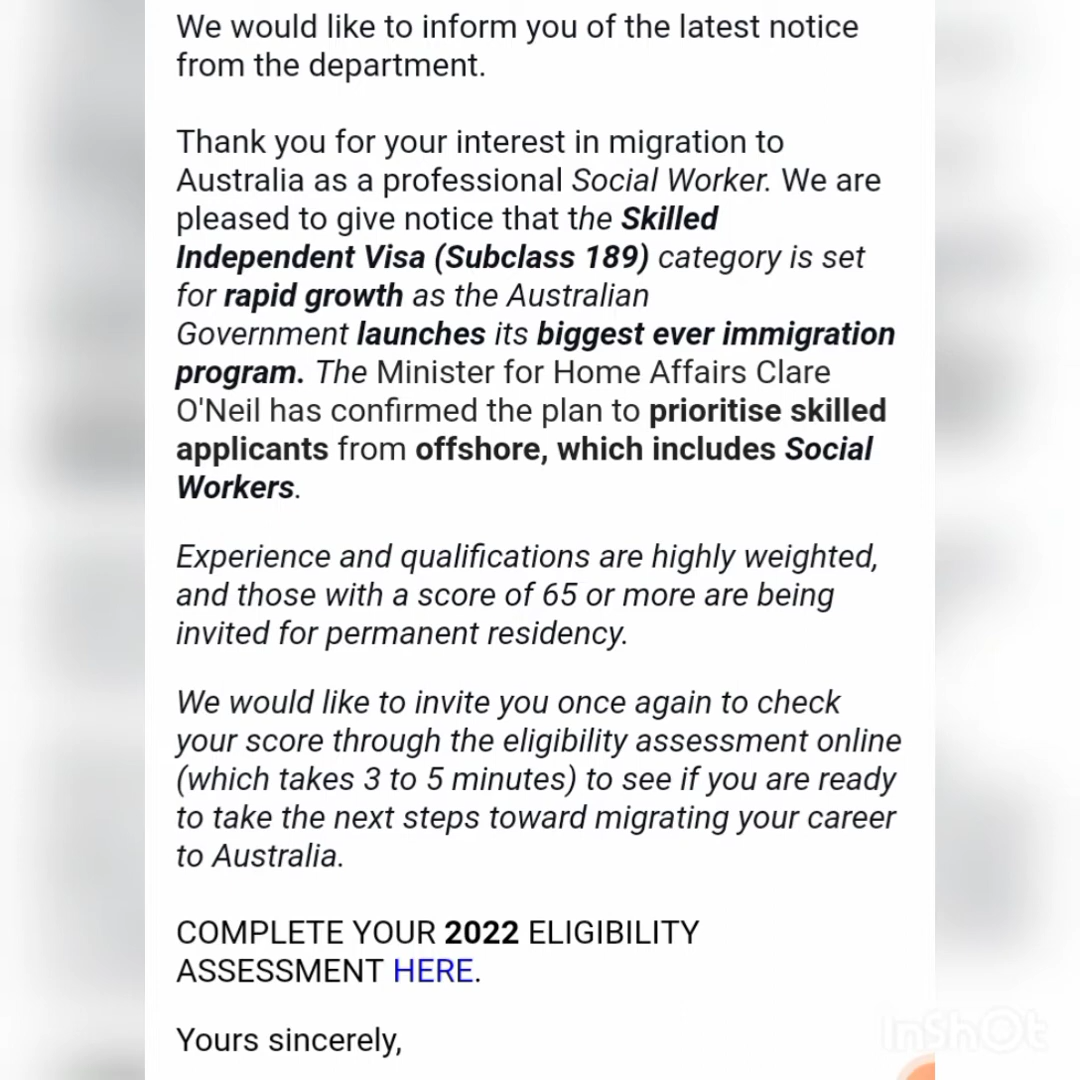 We would like to inform you of the latest notice
from the department.
Thank you for your interest in migration to
Australia as a professional Social Worker. We are
pleased to give notice that the Skilled
Independent Visa (Subclass 189) category is set
for rapid growth as the Australian
Government launches its biggest ever immigration
program. The Minister for Home Affairs Clare
O'Neil has confirmed the plan to prioritise skilled
applicants from offshore, which includes Social
Workers.
Experience and qualifications are highly weighted,
and those with a score of 65 or more are being
invited for permanent residency.
We would like to invite you once again to check
your score through the eligibility assessment online
(which takes 3 to 5 minutes) to see if you are ready
to take the next steps toward migrating your career
to Australia.
COMPLETE YOUR 2022 ELIGIBILITY
ASSESSMENT HERE.
Yours sincerely,
InShOt